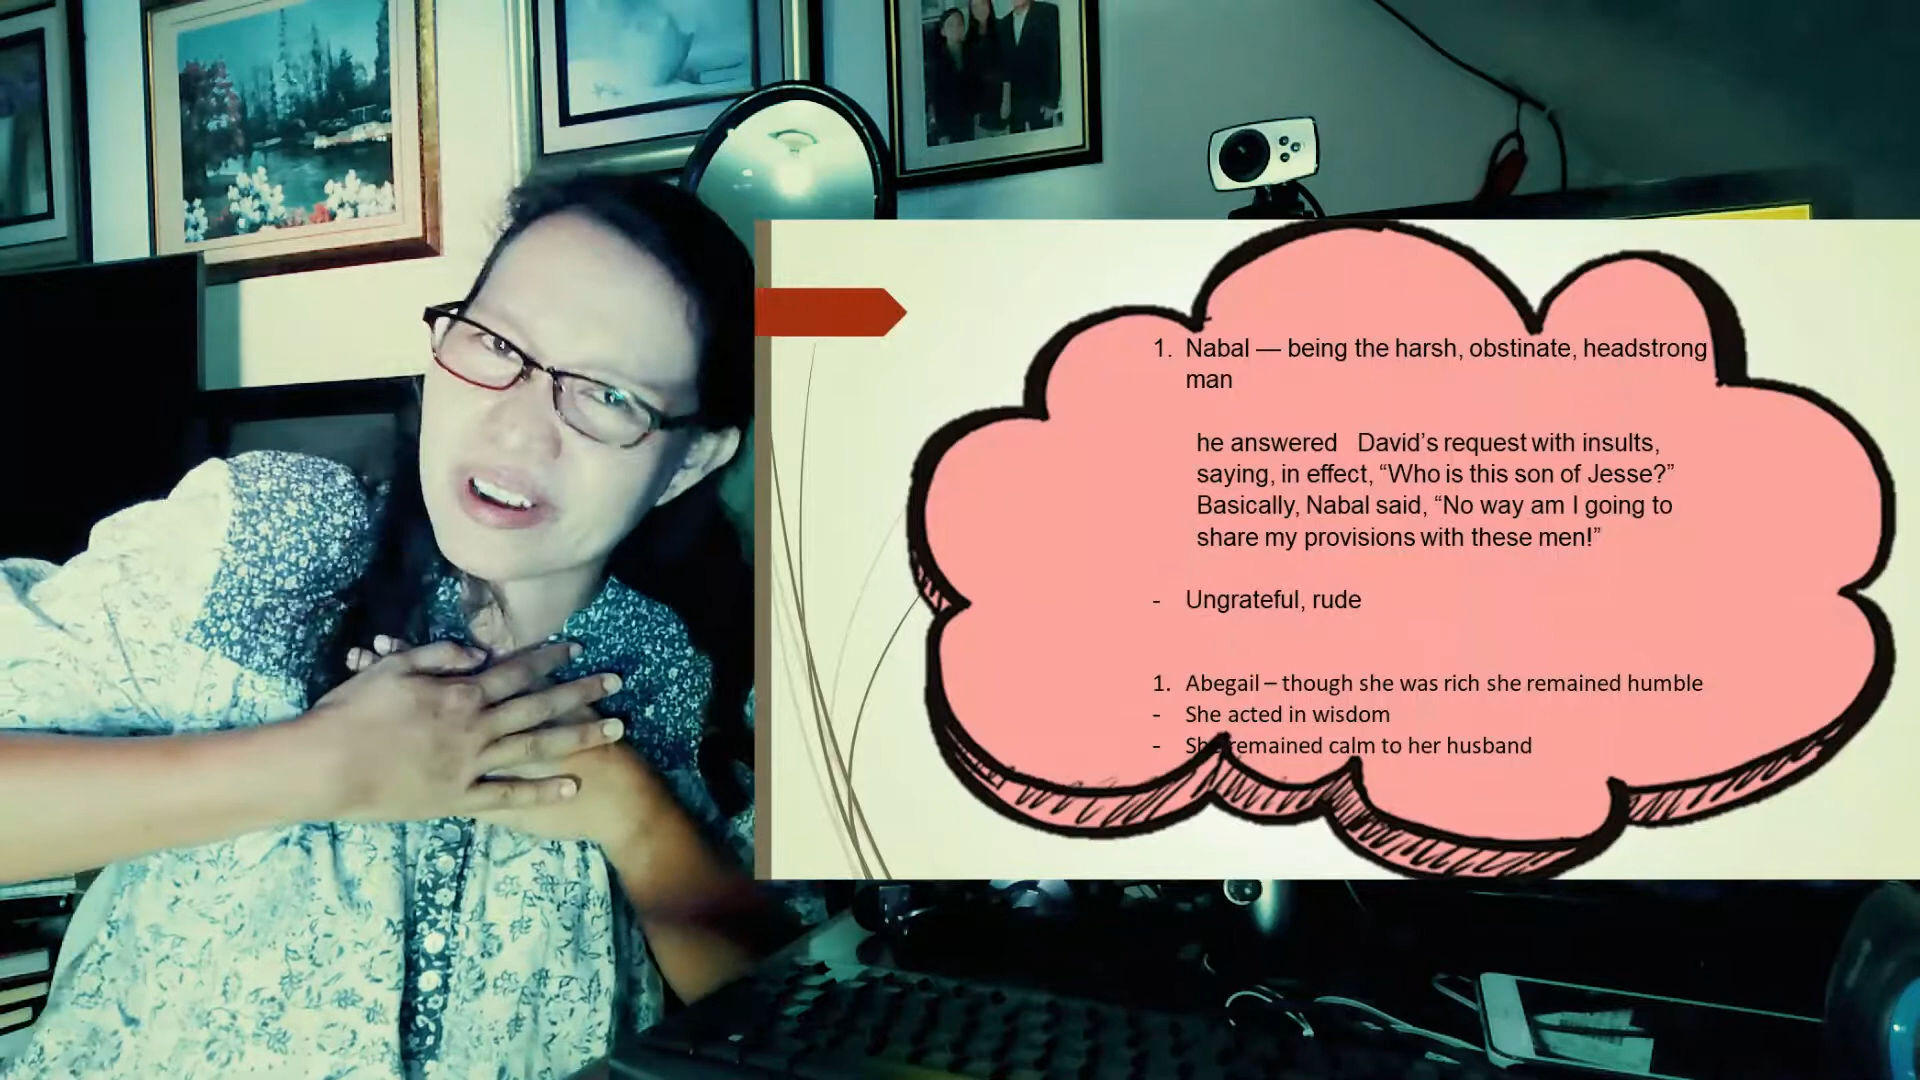 1. Nabal — being the harsh, obstinate, headstrong
man
he answered David's request with insults,
saying, in effect, “Who is this son of Jesse?”
Basically, Nabal said, “No way am I going to
share my provisions with these men!”
- Ungrateful, rude
1. Abegail – though she was rich she remained humble
- She acted in wisdom
- She remained calm to her husband